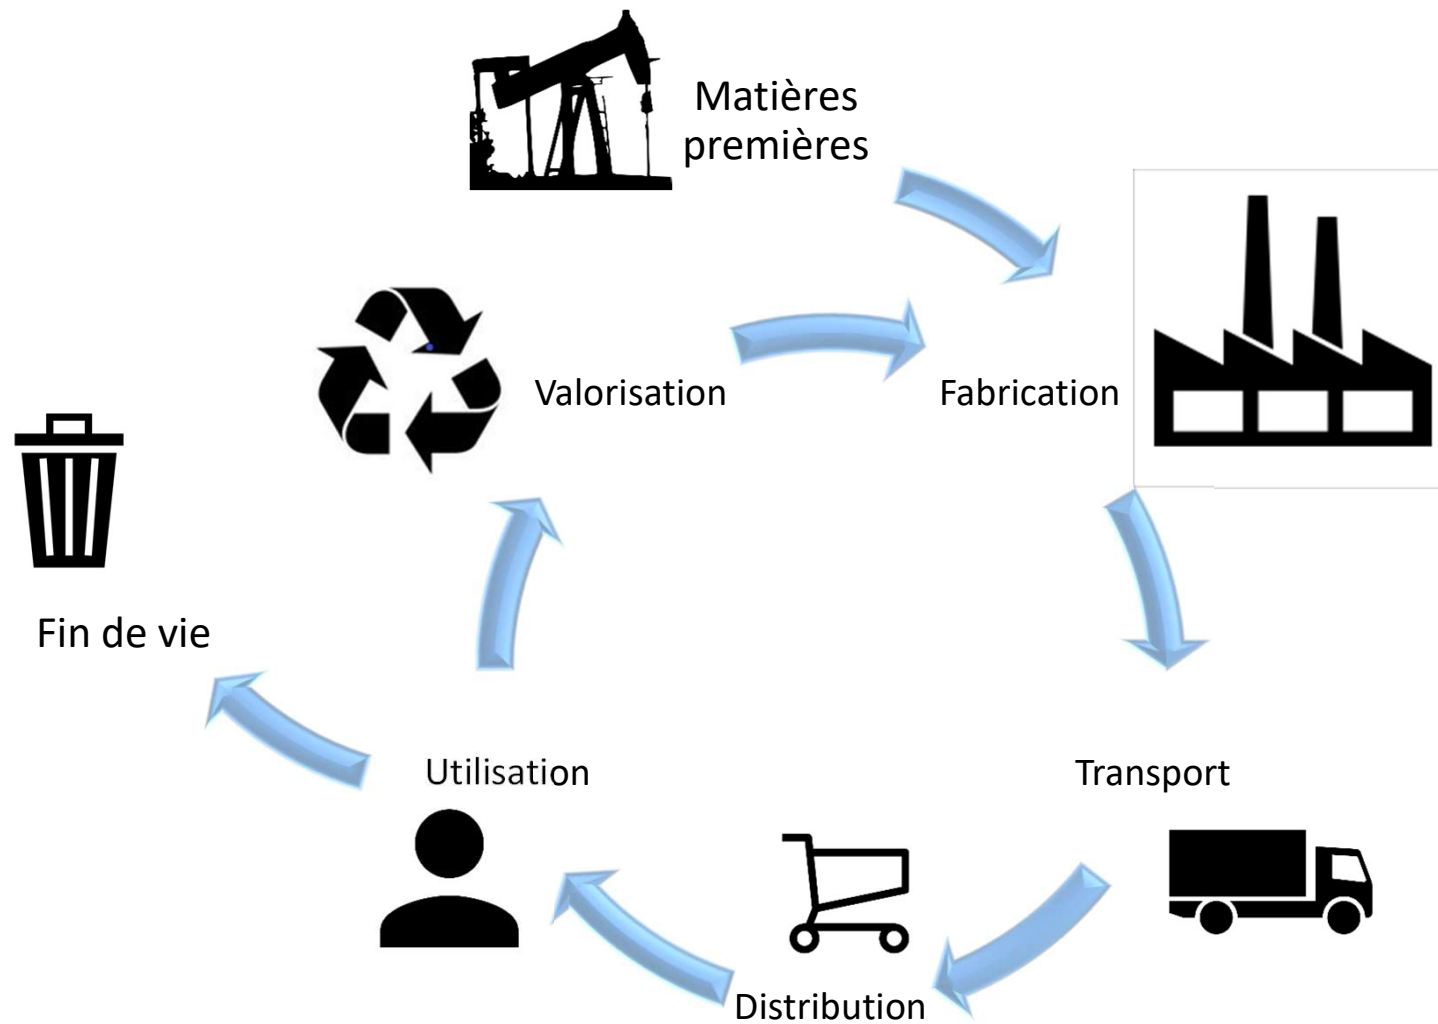 Matières
premières
Valorisation
Fabrication
Fin de vie
Utilisation
Transport
Distribution